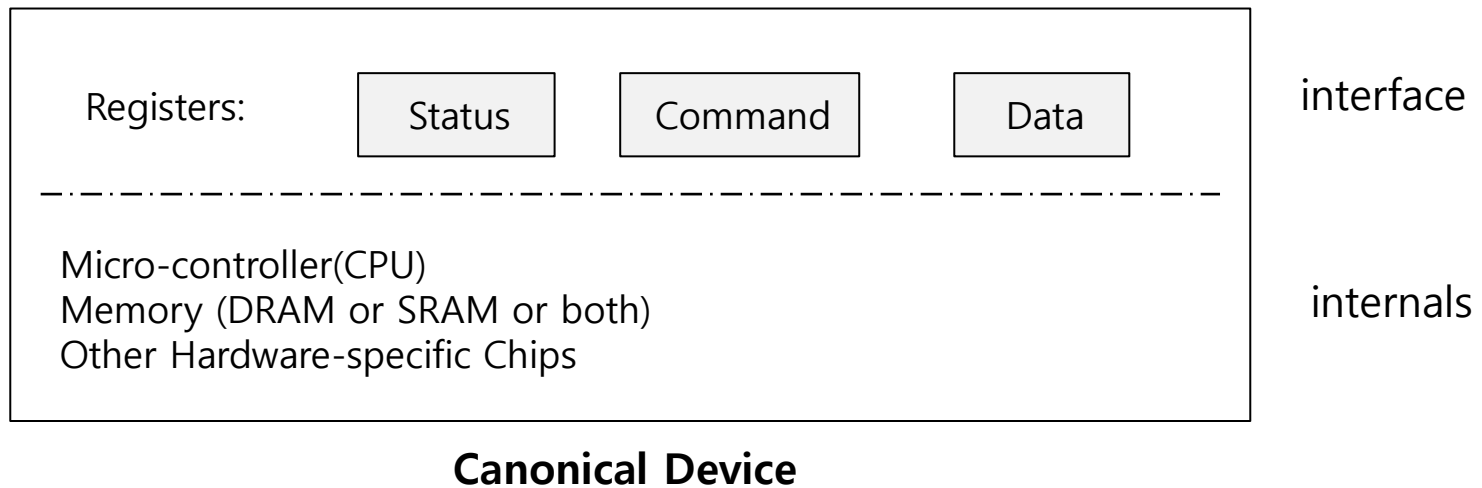 Registers: Status Command Data
interface
Micro-controller(CPU)
Memory (DRAM or SRAM or both)
Other Hardware-specific Chips
internals
Canonical Device